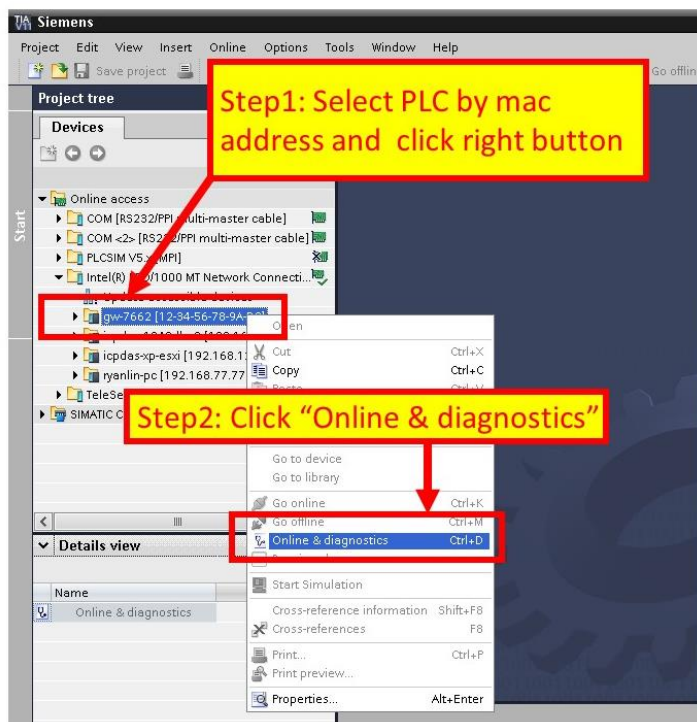 Siemens
Project Edit View Insert Online Options Tools Window Help
Save project
Go offlin
Project tree
Step1: Select PLC by mac
address and click right button
Devices
Start
Online access
COM [RS232/PPI multi-master cable]
COM <2> [RS232/PPI multi-master cable]
PLCSIM V5.x [MPI]
Intel(R) /1000 MT Network Connecti...
gw-7662 [12-34-56-78-9A-
Open
Cut Ctrl+X
icpdas-xp-esxi [192.168.1
Copy Ctrl+C
ryanlin-pc [192.168.77.77
TeleSe
SIMATIC C
Step2: Click “Online & diagnostics”
Go to device
Go to library
Go online Ctrl+K
Go offline Ctrl+M
Online & diagnostics Ctrl+D
Details view
Start Simulation
Name
Online & diagnostics
Cross-reference information Shift+F8
Cross-references F8
Print... Ctrl+P
Print preview...
Properties... Alt+Enter